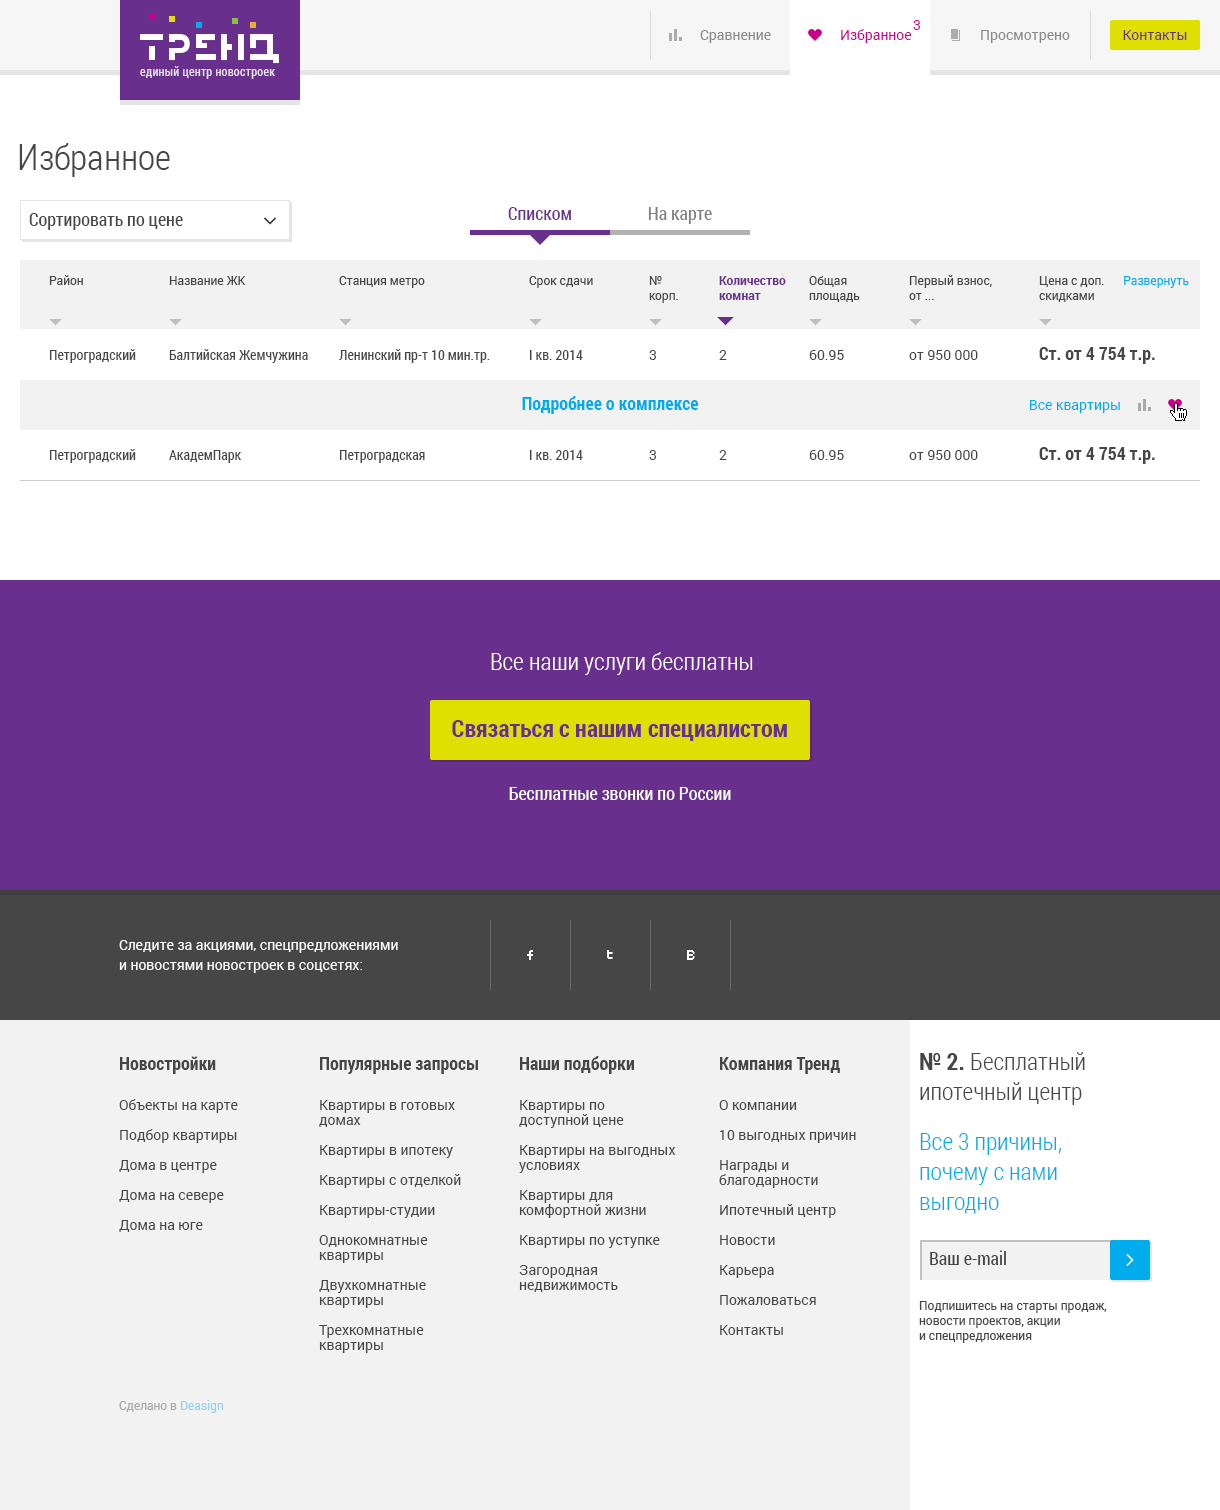 ТРЕНД
единый центр новостроек
Сравнение
Избранное 3
Просмотрено
Контакты
Избранное
Сортировать по цене
Списком
На карте
Район
Название ЖК
Станция метро
Срок сдачи
№
корп.
Количество
комнат
Общая
площадь
Первый взнос,
от ...
Цена с доп.
скидками
Развернуть
Петроградский Балтийская Жемчужина Ленинский пр-т 10 мин.тр. I кв. 2014 3 2 60.95 от 950 000 Ст. от 4 754 т.р.
Подробнее о комплексе
Все квартиры
Петроградский АкадемПарк Петроградская I кв. 2014 3 2 60.95 от 950 000 Ст. от 4 754 т.р.
Все наши услуги бесплатны
Связаться с нашим специалистом
Бесплатные звонки по России
Следите за акциями, спецпредложениями
и новостями новостроек в соцсетях:
f
t
B
Новостройки
Объекты на карте
Подбор квартиры
Дома в центре
Дома на севере
Дома на юге
Популярные запросы
Квартиры в готовых
домах
Квартиры в ипотеку
Квартиры с отделкой
Квартиры-студии
Однокомнатные
квартиры
Двухкомнатные
квартиры
Трехкомнатные
квартиры
Наши подборки
Квартиры по
доступной цене
Квартиры на выгодных
условиях
Квартиры для
комфортной жизни
Квартиры по уступке
Загородная
недвижимость
Компания Тренд
О компании
10 выгодных причин
Награды и
благодарности
Ипотечный центр
Новости
Карьера
Пожаловаться
Контакты
№ 2. Бесплатный
ипотечный центр
Все 3 причины,
почему с нами
выгодно
Ваш e-mail
Подпишитесь на старты продаж,
новости проектов, акции
и спецпредложения
Сделано в Deasign